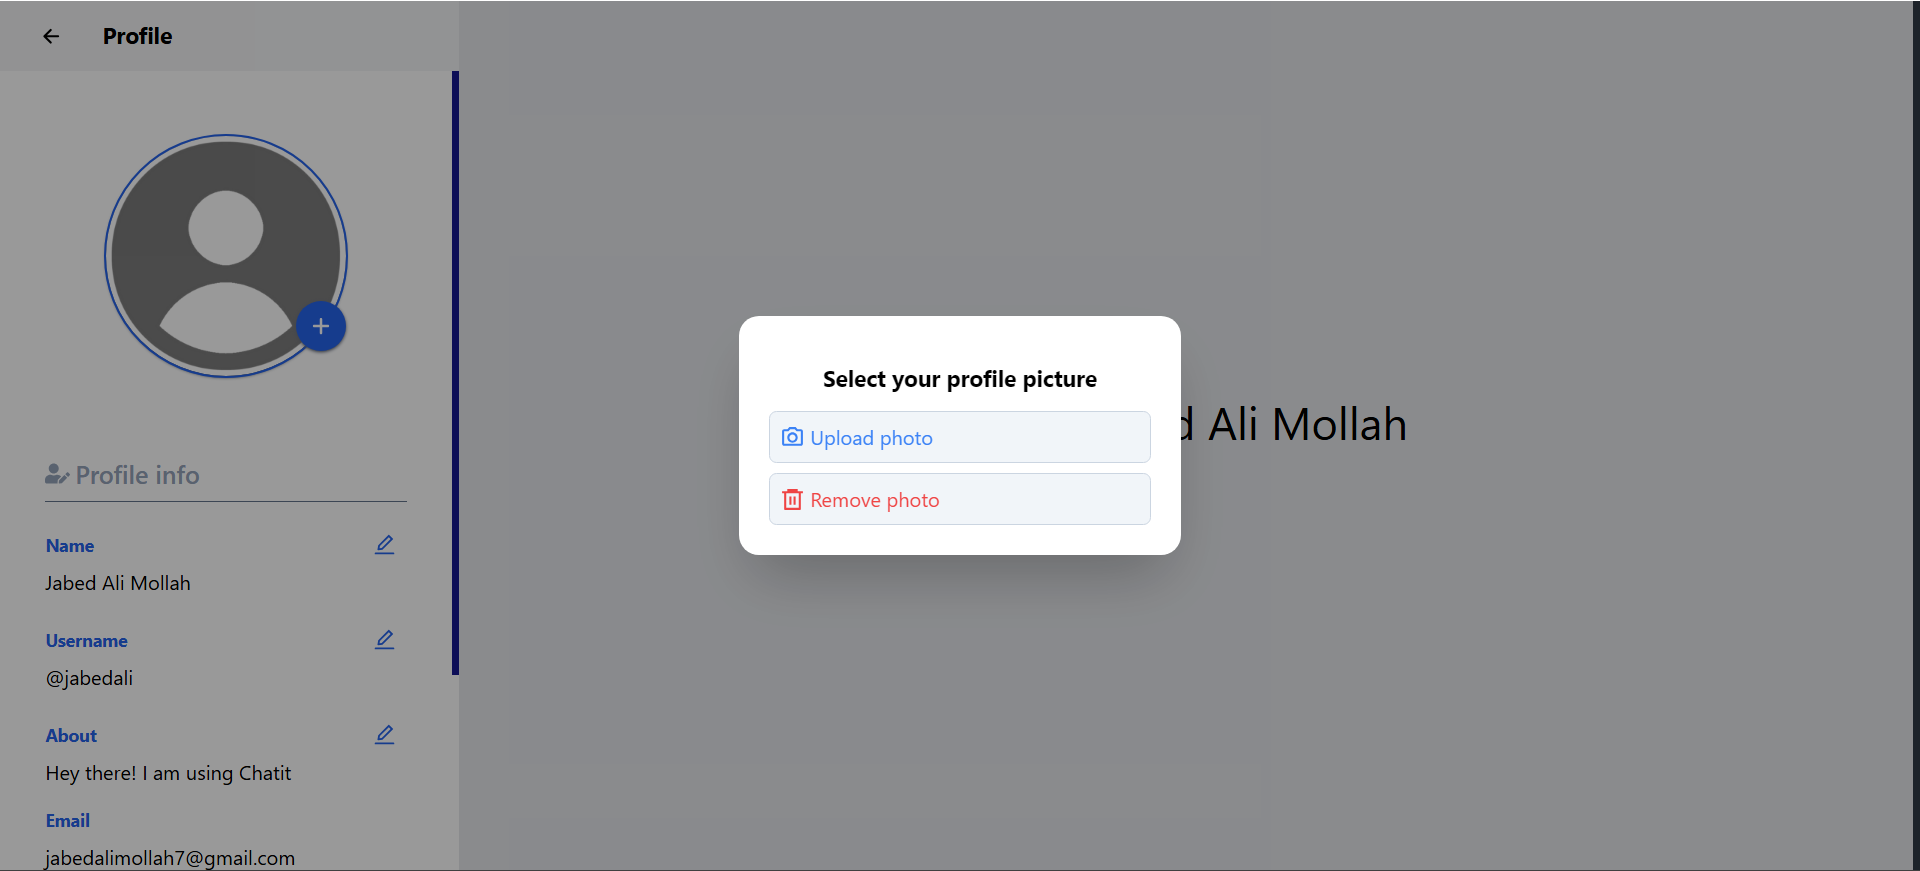 Profile
Profile info
Name
Jabed Ali Mollah
Username
@jabedali
About
Hey there! I am using Chatit
Email
jabedalimollah7@gmail.com
Select your profile picture
Upload photo
Remove photo
Ali Mollah